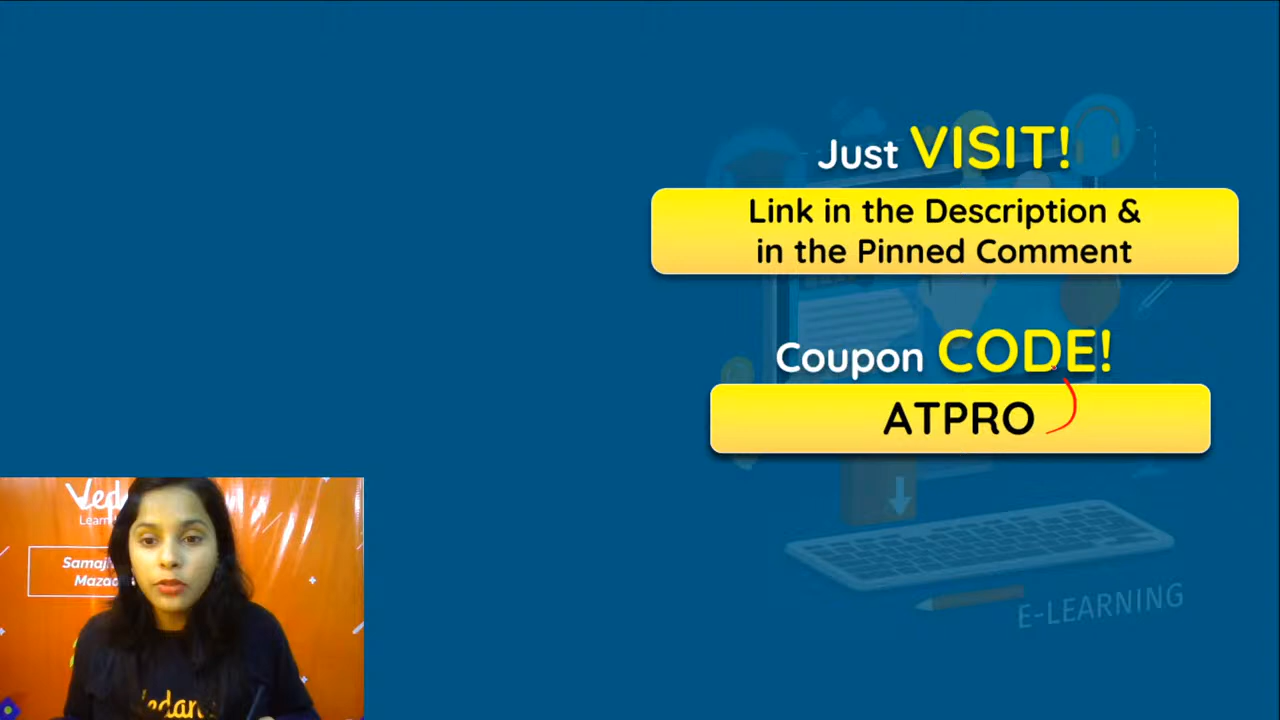 Just VISIT!
Link in the Description &
in the Pinned Comment
Coupon CODE!
ATPRO
E-LEARNING